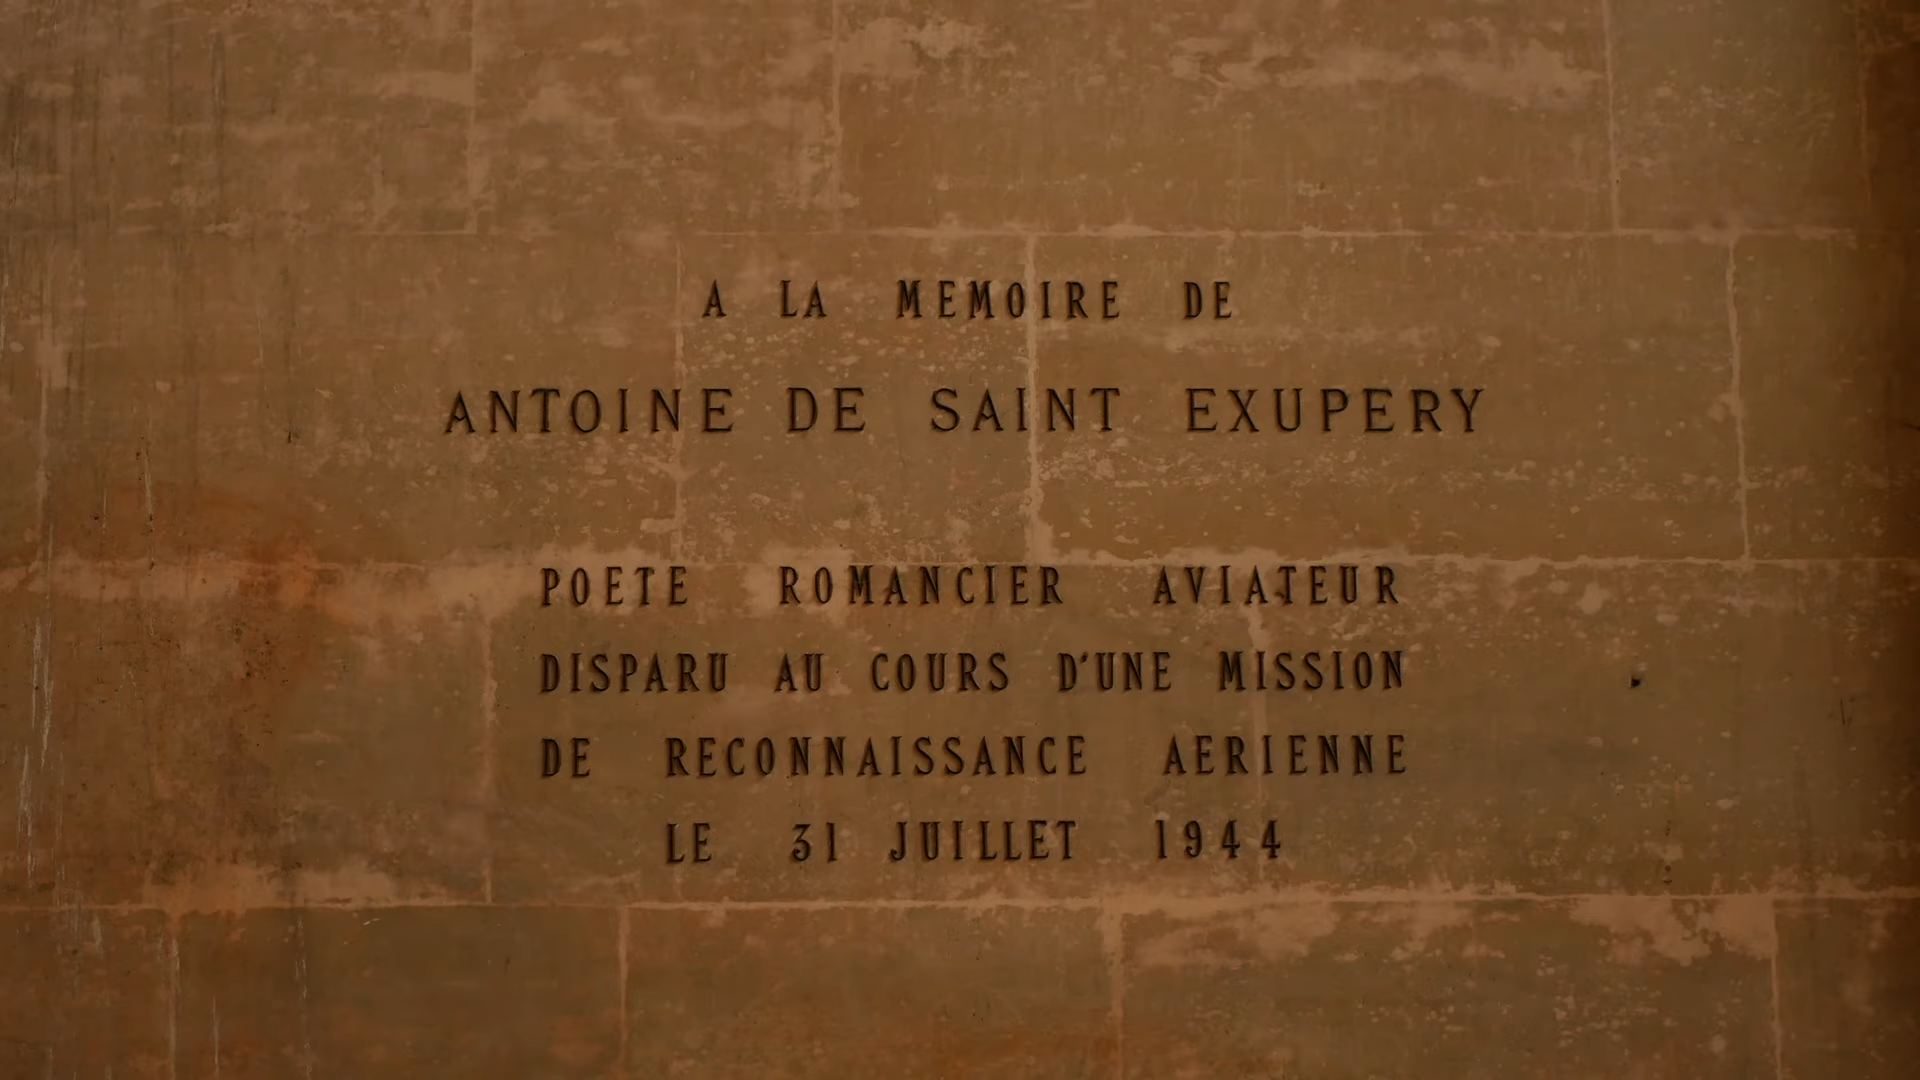 A LA MEMOIRE DE
ANTOINE DE SAINT EXUPERY
POETE ROMANCIER AVIATEUR
DISPARU AU COURS D'UNE MISSION
DE RECONNAISSANCE AERIENNE
LE 31 JUILLET 1944